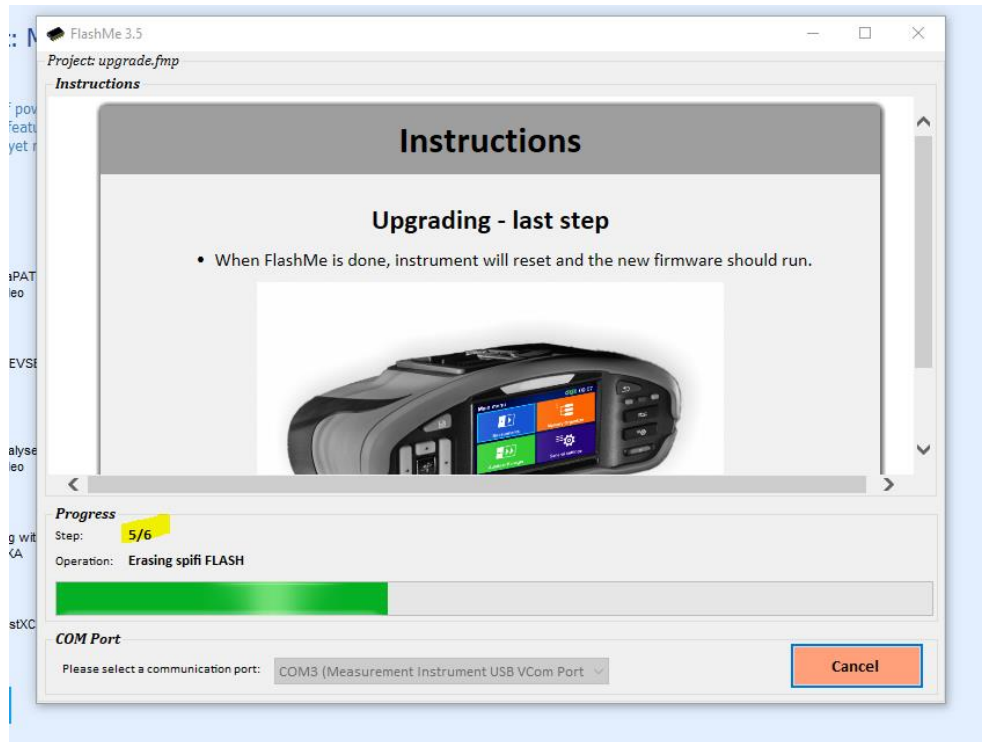 FlashMe 3.5
Project: upgrade.fmp
Instructions
Instructions
Upgrading - last step
• When FlashMe is done, instrument will reset and the new firmware should run.
Progress
Step: 5/6
Operation: Erasing spifi FLASH
COM Port
Please select a communication port: COM3 (Measurement Instrument USB VCom Port
Cancel